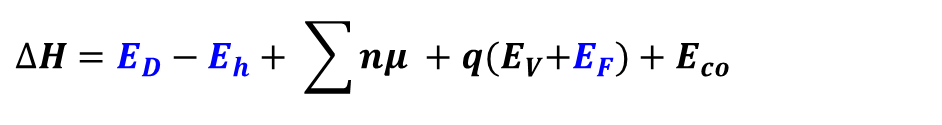 ΔH = E_D − E_h + ∑ nμ + q(E_V+E_F) + E_co